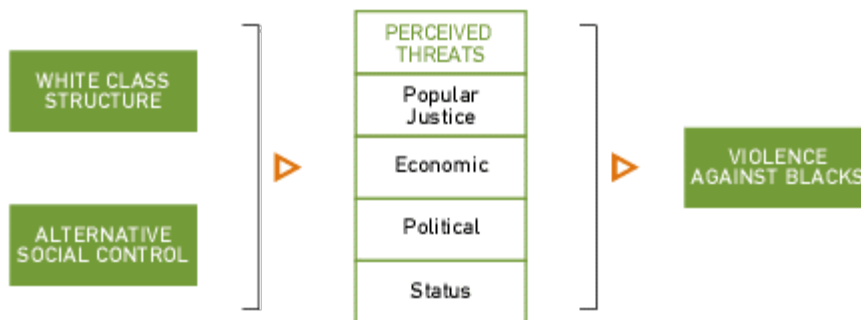 WHITE CLASS
STRUCTURE
ALTERNATIVE
SOCIAL CONTROL
PERCEIVED
THREATS
Popular
Justice
Economic
Political
Status
VIOLENCE
AGAINST BLACKS